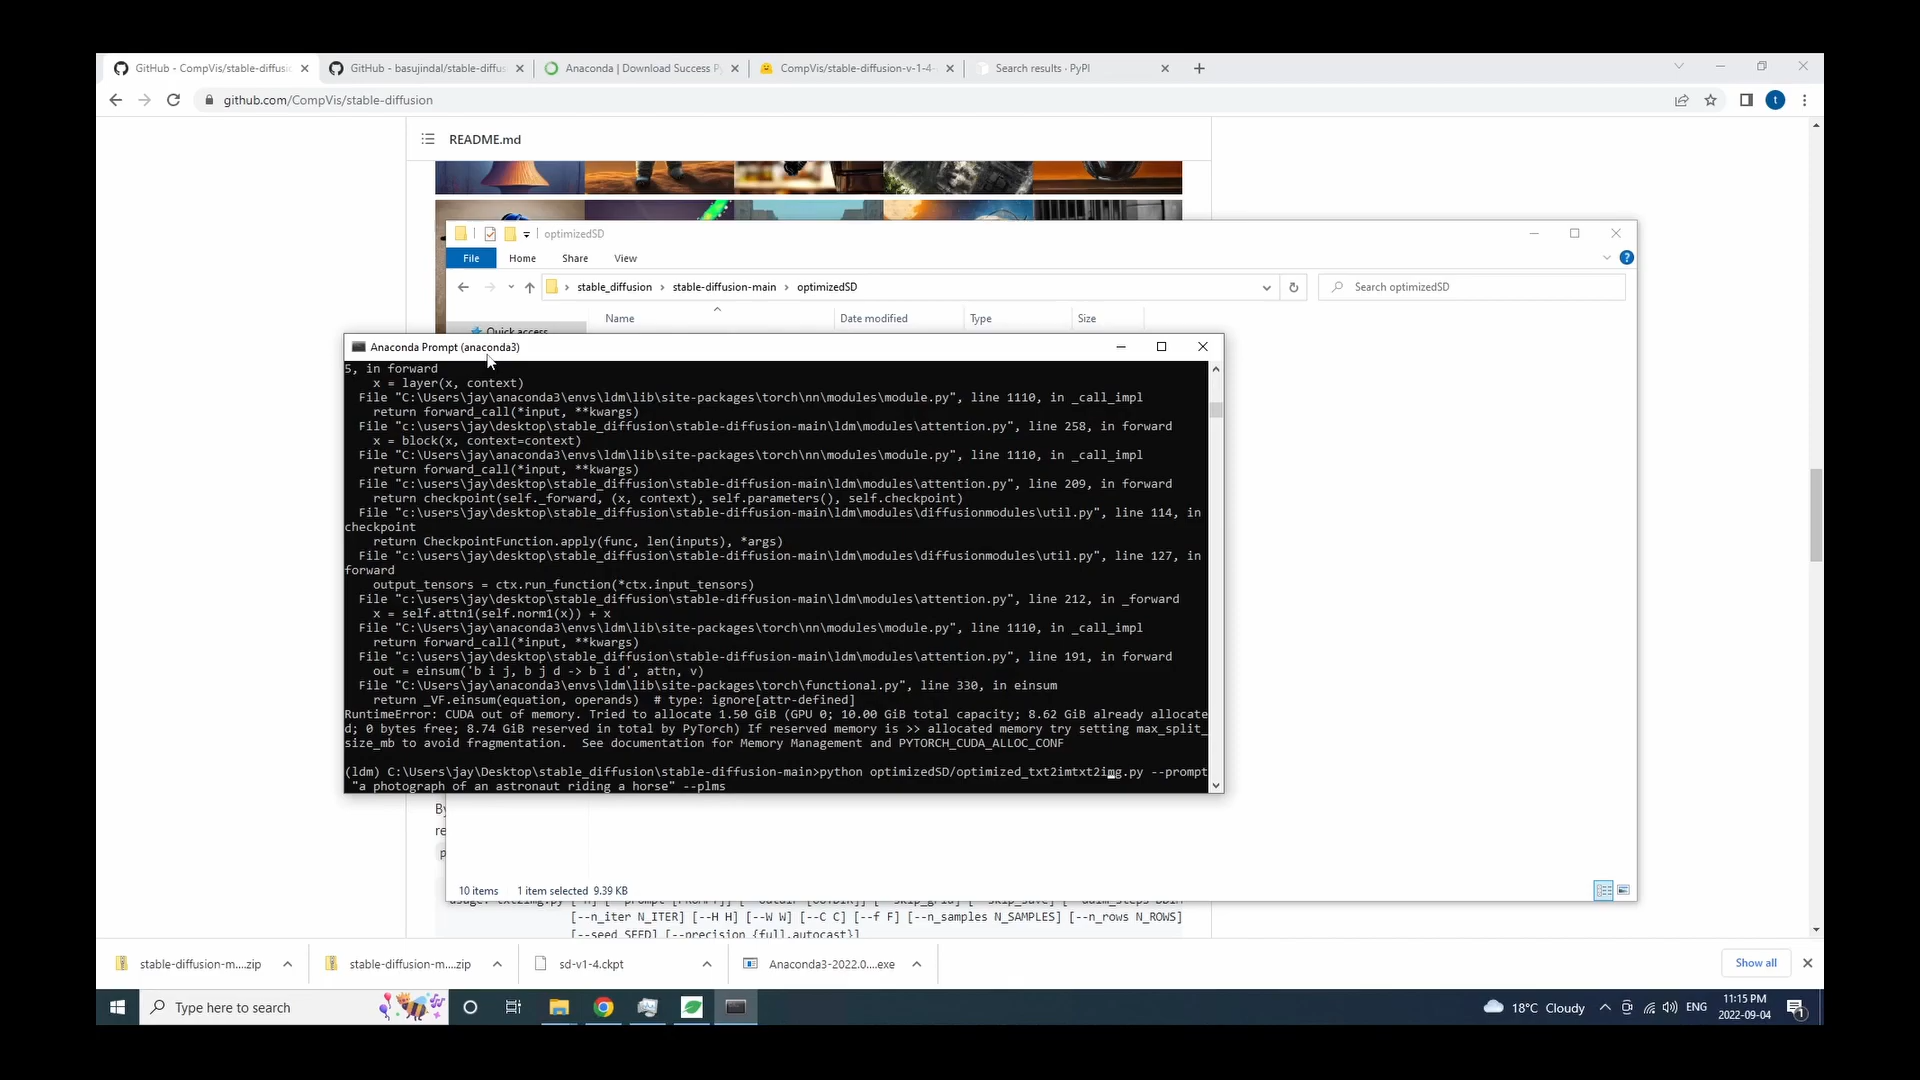 GitHub - CompVis/stable-diffusi
GitHub - basujindal/stable-diffus
Anaconda | Download Success P
CompVis/stable-diffusion-v-1-4-
Search results · PyPI
github.com/CompVis/stable-diffusion
t
README.md
optimizedSD
File
Home
Share
View
stable_diffusion > stable-diffusion-main > optimizedSD
Search optimizedSD
Name
Date modified
Type
Size
Quick access
Anaconda Prompt (anaconda3)
5, in forward
x = layer(x, context)
File "C:\Users\jay\anaconda3\envs\ldm\lib\site-packages\torch\nn\modules\module.py", line 1110, in _call_impl
return forward_call(*input, **kwargs)
File "c:\users\jay\desktop\stable_diffusion\stable-diffusion-main\ldm\modules\attention.py", line 258, in forward
x = block(x, context=context)
File "C:\Users\jay\anaconda3\envs\ldm\lib\site-packages\torch\nn\modules\module.py", line 1110, in _call_impl
return forward_call(*input, **kwargs)
File "c:\users\jay\desktop\stable_diffusion\stable-diffusion-main\ldm\modules\attention.py", line 209, in forward
return checkpoint(self._forward, (x, context), self.parameters(), self.checkpoint)
File "c:\users\jay\desktop\stable_diffusion\stable-diffusion-main\ldm\modules\diffusionmodules\util.py", line 114, in
checkpoint
return CheckpointFunction.apply(func, len(inputs), *args)
File "c:\users\jay\desktop\stable_diffusion\stable-diffusion-main\ldm\modules\diffusionmodules\util.py", line 127, in
forward
output_tensors = ctx.run_function(*ctx.input_tensors)
File "c:\users\jay\desktop\stable_diffusion\stable-diffusion-main\ldm\modules\attention.py", line 212, in _forward
x = self.attn1(self.norm1(x)) + x
File "C:\Users\jay\anaconda3\envs\ldm\lib\site-packages\torch\nn\modules\module.py", line 1110, in _call_impl
return forward_call(*input, **kwargs)
File "c:\users\jay\desktop\stable_diffusion\stable-diffusion-main\ldm\modules\attention.py", line 191, in forward
out = einsum('b i j, b j d -> b i d', attn, v)
File "C:\Users\jay\anaconda3\envs\ldm\lib\site-packages\torch\functional.py", line 330, in einsum
return _VF.einsum(equation, operands)  # type: ignore[attr-defined]
RuntimeError: CUDA out of memory. Tried to allocate 1.50 GiB (GPU 0; 10.00 GiB total capacity; 8.62 GiB already allocate
d; 0 bytes free; 8.74 GiB reserved in total by PyTorch) If reserved memory is >> allocated memory try setting max_split_
size_mb to avoid fragmentation.  See documentation for Memory Management and PYTORCH_CUDA_ALLOC_CONF
(ldm) C:\Users\jay\Desktop\stable_diffusion\stable-diffusion-main>python optimizedSD/optimized_txt2imtxt2img.py --prompt
"a photograph of an astronaut riding a horse" --plms
By
re
p
10 items
1 item selected 9.39 KB
[--n_iter N_ITER] [--H H] [--W W] [--C C] [--f F] [--n_samples N_SAMPLES] [--n_rows N_ROWS]
[--seed SEED] [--precision {full,autocast}]
stable-diffusion-m....zip
stable-diffusion-m....zip
sd-v1-4.ckpt
Anaconda3-2022.0....exe
Show all
Type here to search
18°C Cloudy
ENG
11:15 PM
2022-09-04
1